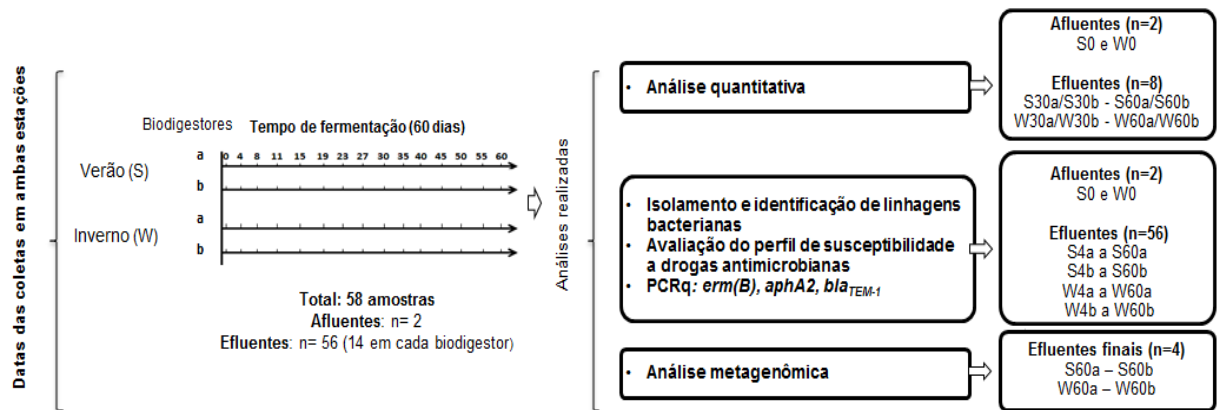 Datas das coletas em ambas estações
Biodigestores
Tempo de fermentação (60 dias)
Verão (S)
a
0 4 8 11 15 19 23 27 30 35 40 45 50 55 60
b
Inverno (W)
a
b
Total: 58 amostras
Afluentes: n= 2
Efluentes: n= 56 (14 em cada biodigestor)
Análises realizadas
• Análise quantitativa
Afluentes (n=2)
S0 e W0
Efluentes (n=8)
S30a/S30b - S60a/S60b
W30a/W30b - W60a/W60b
• Isolamento e identificação de linhagens
bacterianas
• Avaliação do perfil de susceptibilidade
a drogas antimicrobianas
• PCRq: erm(B), aphA2, blaTEM-1
Afluentes (n=2)
S0 e W0
Efluentes (n=56)
S4a a S60a
S4b a S60b
W4a a W60a
W4b a W60b
• Análise metagenômica
Efluentes finais (n=4)
S60a – S60b
W60a – W60b